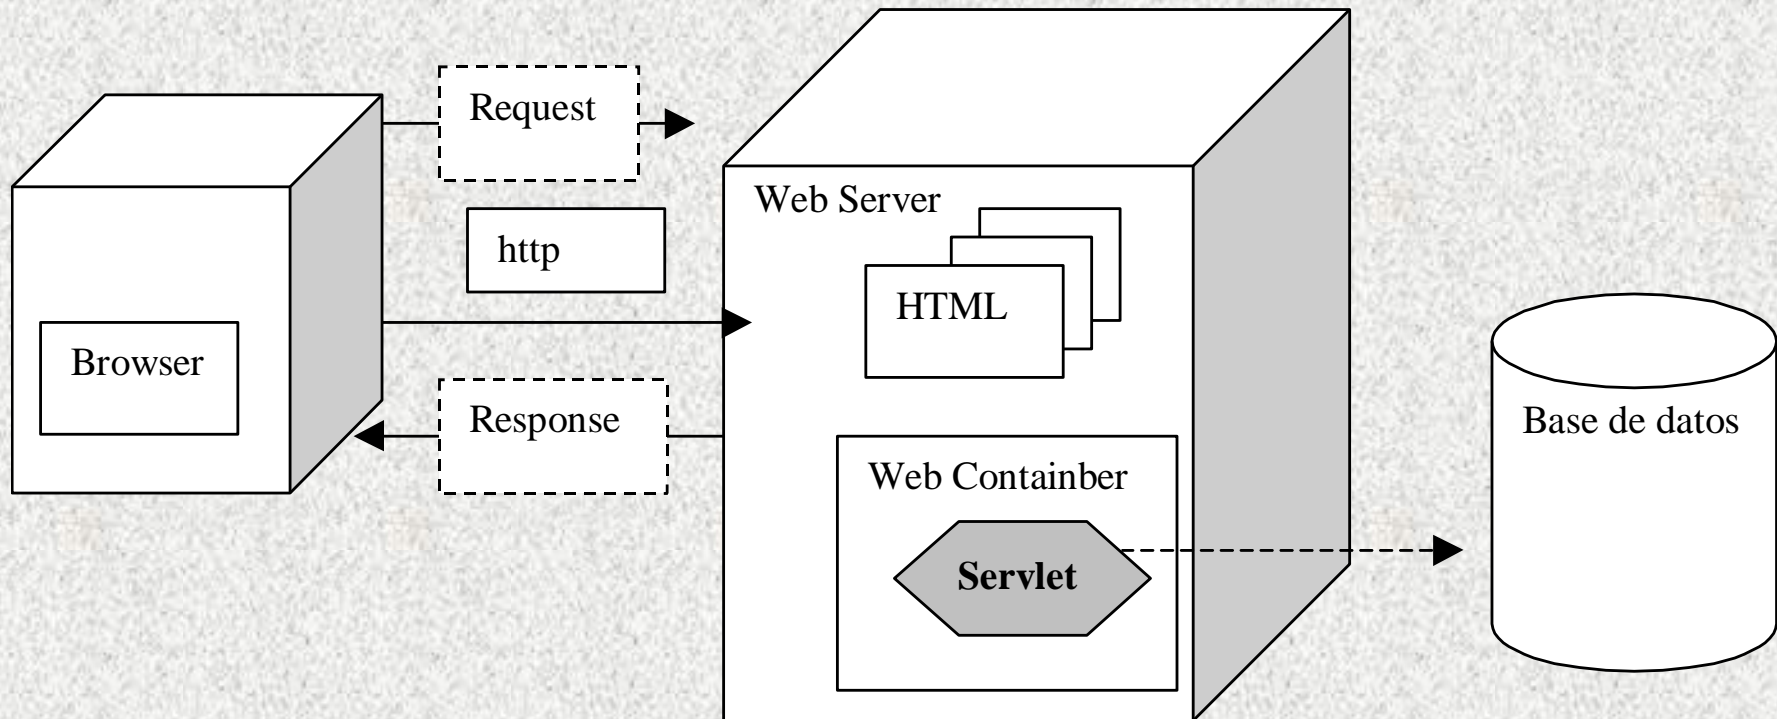 Request
http
Browser
Response
Web Server
HTML
Web Containber
Servlet
Base de datos